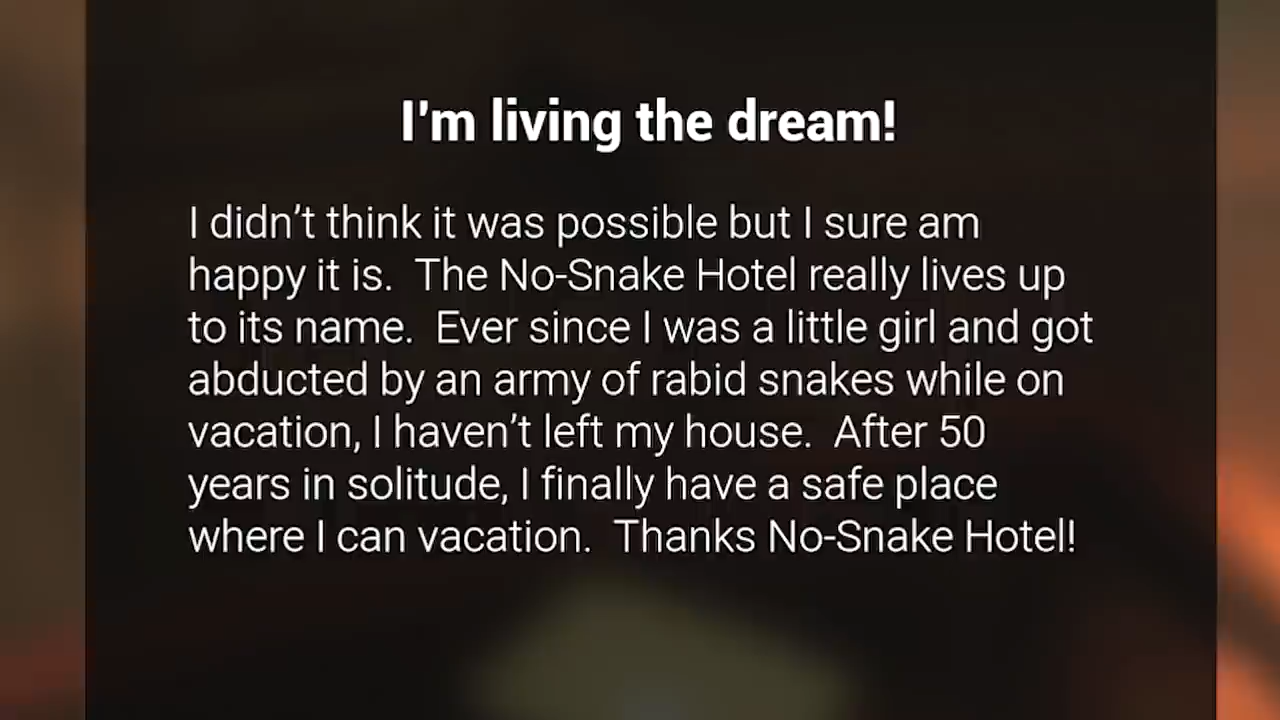 I'm living the dream!
I didn’t think it was possible but I sure am
happy it is.  The No-Snake Hotel really lives up
to its name.  Ever since I was a little girl and got
abducted by an army of rabid snakes while on
vacation, I haven’t left my house.  After 50
years in solitude, I finally have a safe place
where I can vacation.  Thanks No-Snake Hotel!